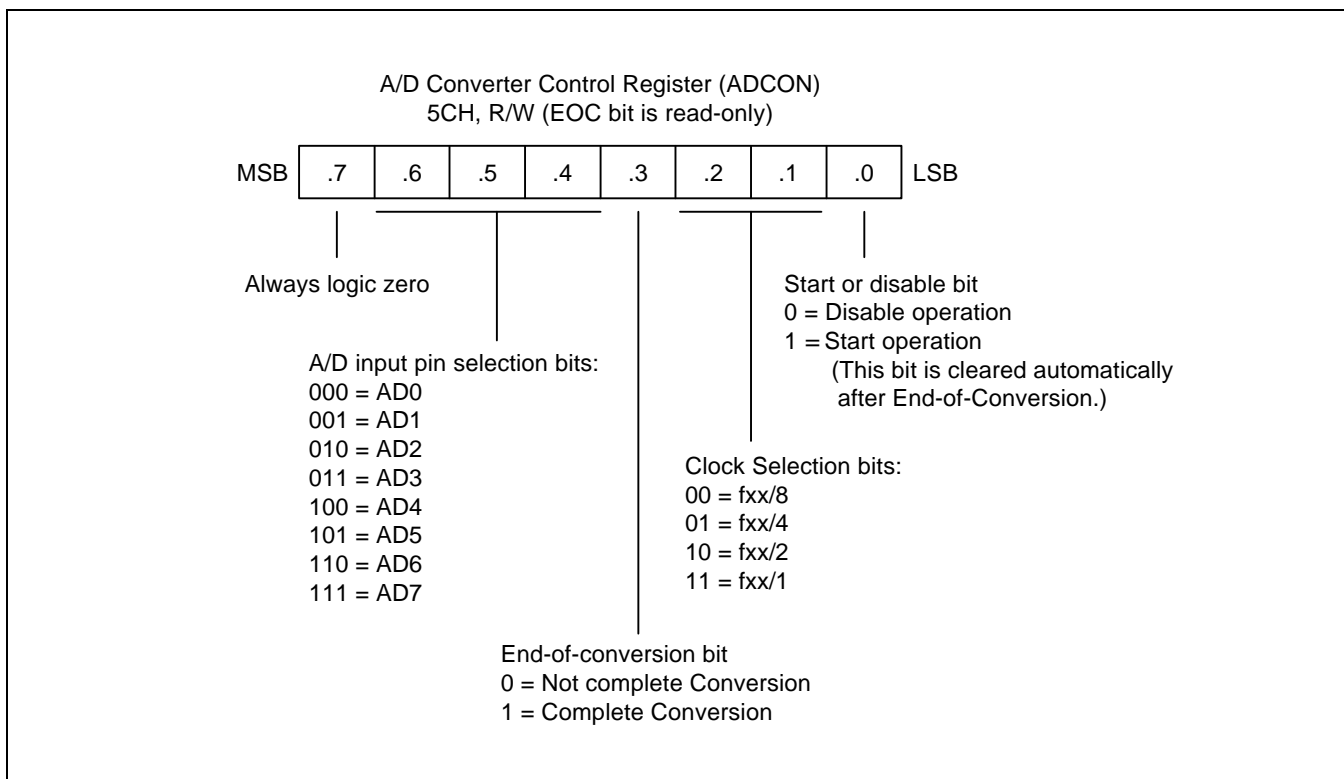 A/D Converter Control Register (ADCON)
5CH, R/W (EOC bit is read-only)
MSB .7 .6 .5 .4 .3 .2 .1 .0 LSB
Always logic zero
A/D input pin selection bits:
000 = AD0
001 = AD1
010 = AD2
011 = AD3
100 = AD4
101 = AD5
110 = AD6
111 = AD7
End-of-conversion bit
0 = Not complete Conversion
1 = Complete Conversion
Clock Selection bits:
00 = fxx/8
01 = fxx/4
10 = fxx/2
11 = fxx/1
Start or disable bit
0 = Disable operation
1 = Start operation
(This bit is cleared automatically
after End-of-Conversion.)